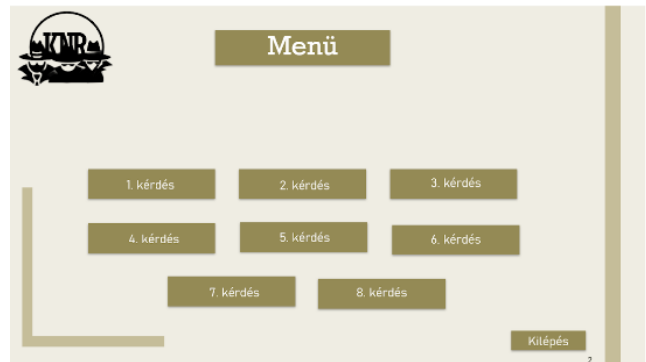 KNR
Menü
1. kérdés
2. kérdés
3. kérdés
4. kérdés
5. kérdés
6. kérdés
7. kérdés
8. kérdés
Kilépés
2